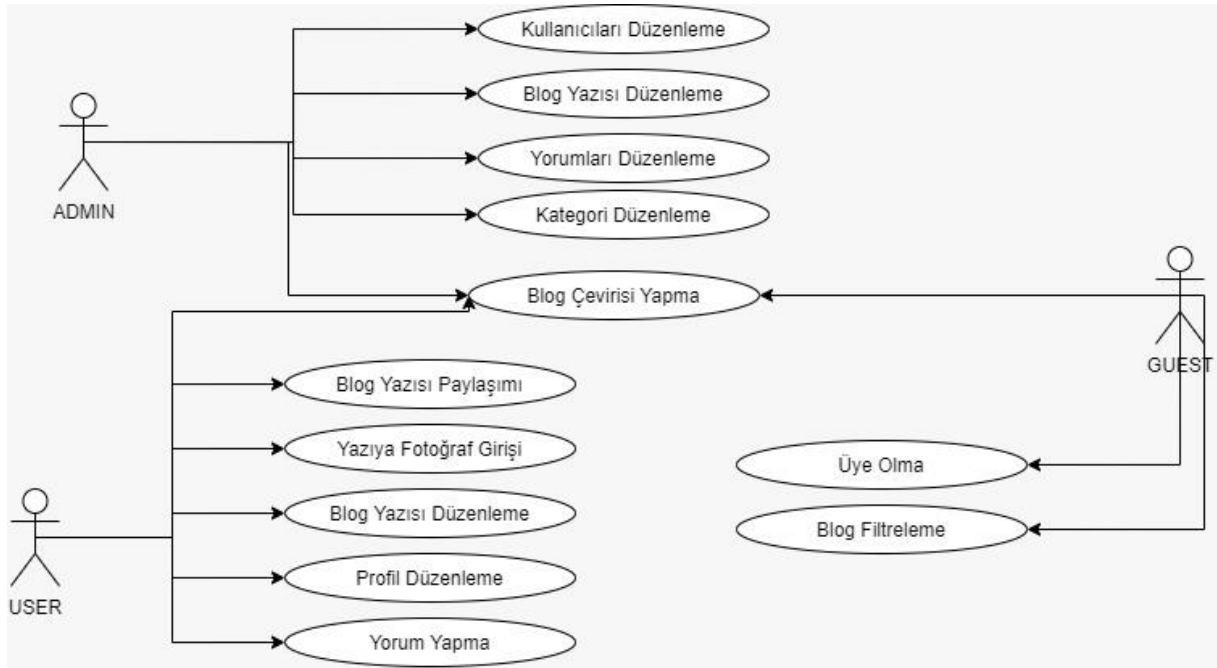 Kullanıcıları Düzenleme
Blog Yazısı Düzenleme
Yorumları Düzenleme
ADMIN
Kategori Düzenleme
Blog Çevirisi Yapma
GUEST
Blog Yazısı Paylaşımı
Yazıya Fotoğraf Girişi
Üye Olma
Blog Yazısı Düzenleme
Blog Filtreleme
Profil Düzenleme
USER
Yorum Yapma